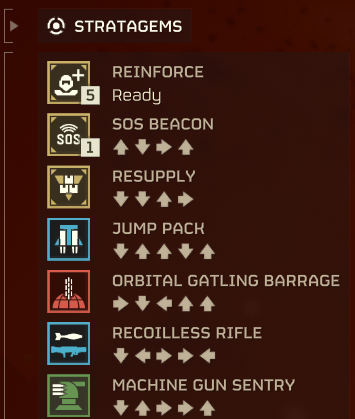 STRATAGEMS
REINFORCE
Ready
5
SOS BEACON
SOS
1
RESUPPLY
JUMP PACK
ORBITAL GATLING BARRAGE
RECOILLESS RIFLE
MACHINE GUN SENTRY